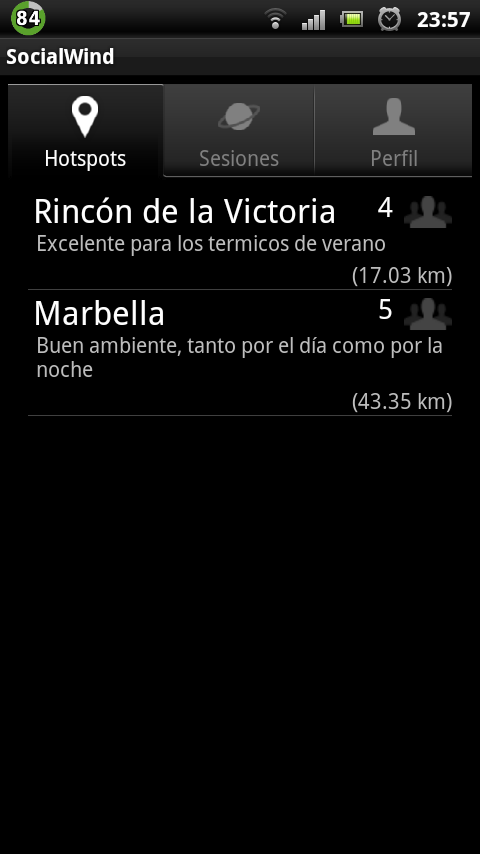 84 23:57
SocialWind
Hotspots Sesiones Perfil
Rincón de la Victoria 4
Excelente para los termicos de verano
(17.03 km)
Marbella 5
Buen ambiente, tanto por el día como por la
noche
(43.35 km)